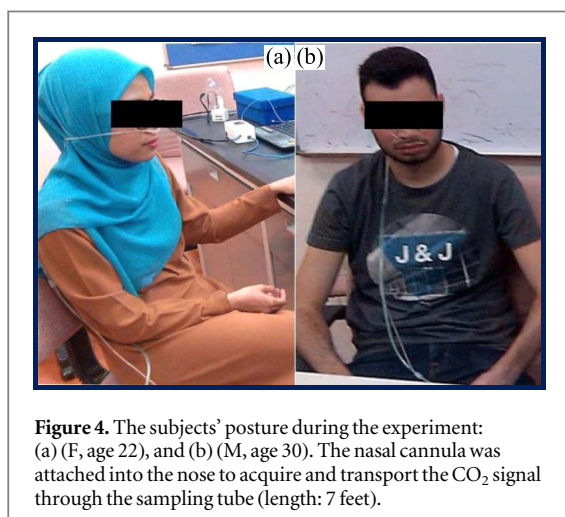 (a) (b)
J & J
Figure 4. The subjects' posture during the experiment:
(a) (F, age 22), and (b) (M, age 30). The nasal cannula was
attached into the nose to acquire and transport the CO₂ signal
through the sampling tube (length: 7 feet).